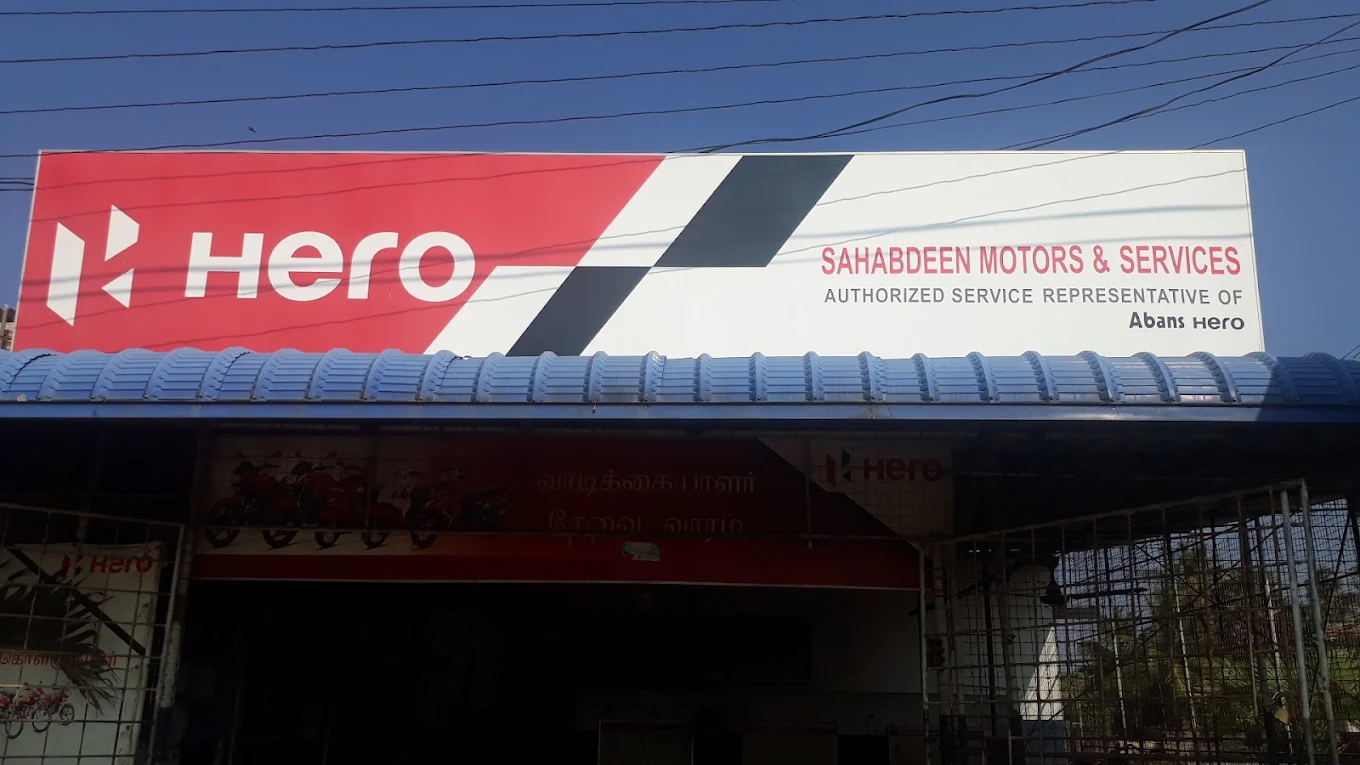 Hero
SAHABDEEN MOTORS & SERVICES
AUTHORIZED SERVICE REPRESENTATIVE OF
Abans Hero
வாடிக்கையாளர்
சேவை வாரம்
Hero
Hero